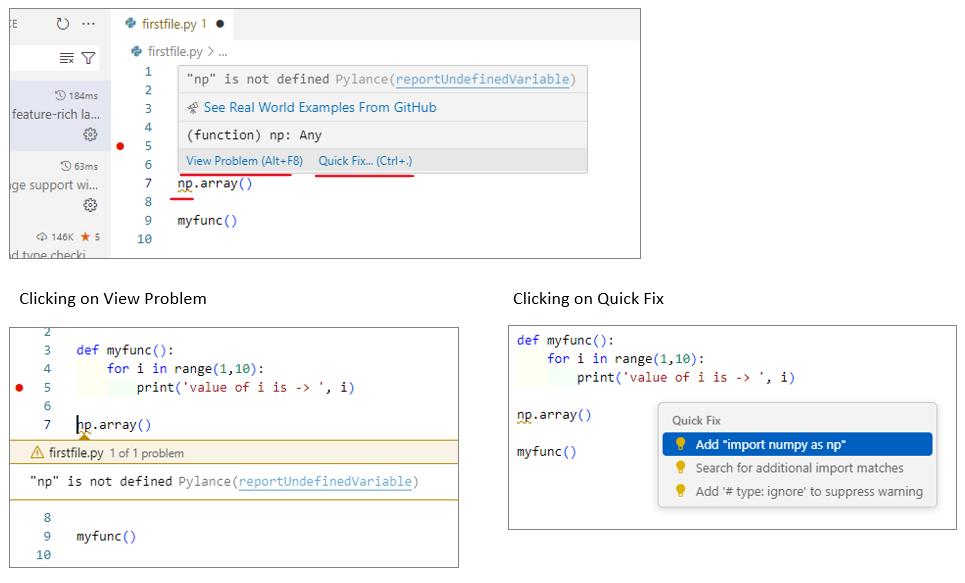 CE
firstfile.py 1
firstfile.py > ...
184ms
feature-rich la...
63ms
ge support wi...
146K 5
d type checki
1
2
3
4
5
6
7
8
9
10
"np" is not defined Pylance(reportUndefinedVariable)
See Real World Examples From GitHub
(function) np: Any
View Problem (Alt+F8) Quick Fix... (Ctrl+.)
np.array()
myfunc()
Clicking on View Problem
2
3 def myfunc():
4 for i in range(1,10):
5 print('value of i is -> ', i)
6
7 np.array()
firstfile.py 1 of 1 problem
"np" is not defined Pylance(reportUndefinedVariable)
8
9 myfunc()
10
Clicking on Quick Fix
def myfunc():
for i in range(1,10):
print('value of i is -> ', i)
np.array()
myfunc()
Quick Fix
Add "import numpy as np"
Search for additional import matches
Add '# type: ignore' to suppress warning